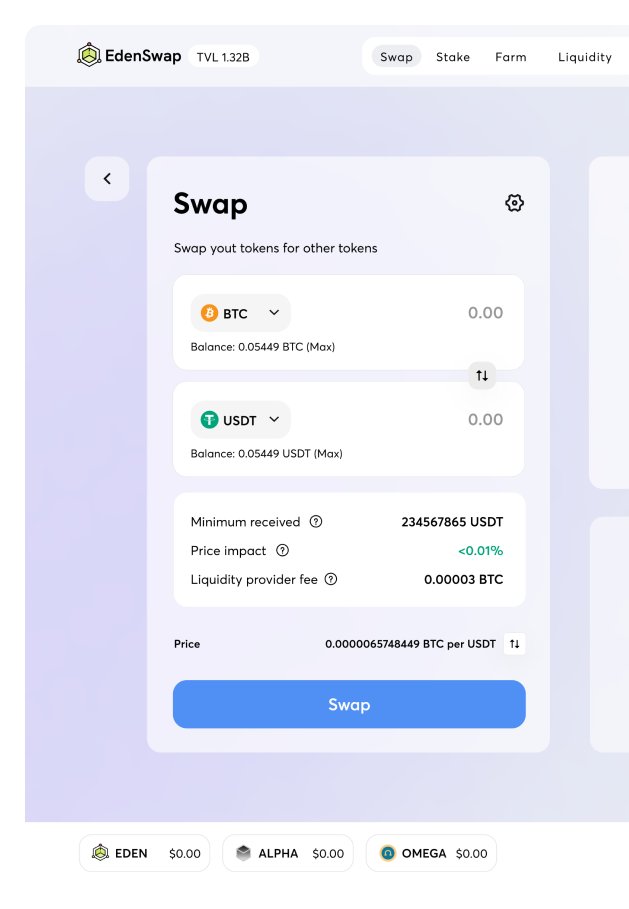 EdenSwap TVL 1.32B Swap Stake Farm Liquidity
Swap
Swap yout tokens for other tokens
BTC 0.00
Balance: 0.05449 BTC (Max)
USDT 0.00
Balance: 0.05449 USDT (Max)
Minimum received ? 234567865 USDT
Price impact ? <0.01%
Liquidity provider fee ? 0.00003 BTC
Price 0.0000065748449 BTC per USDT
Swap
EDEN $0.00 ALPHA $0.00 OMEGA $0.00